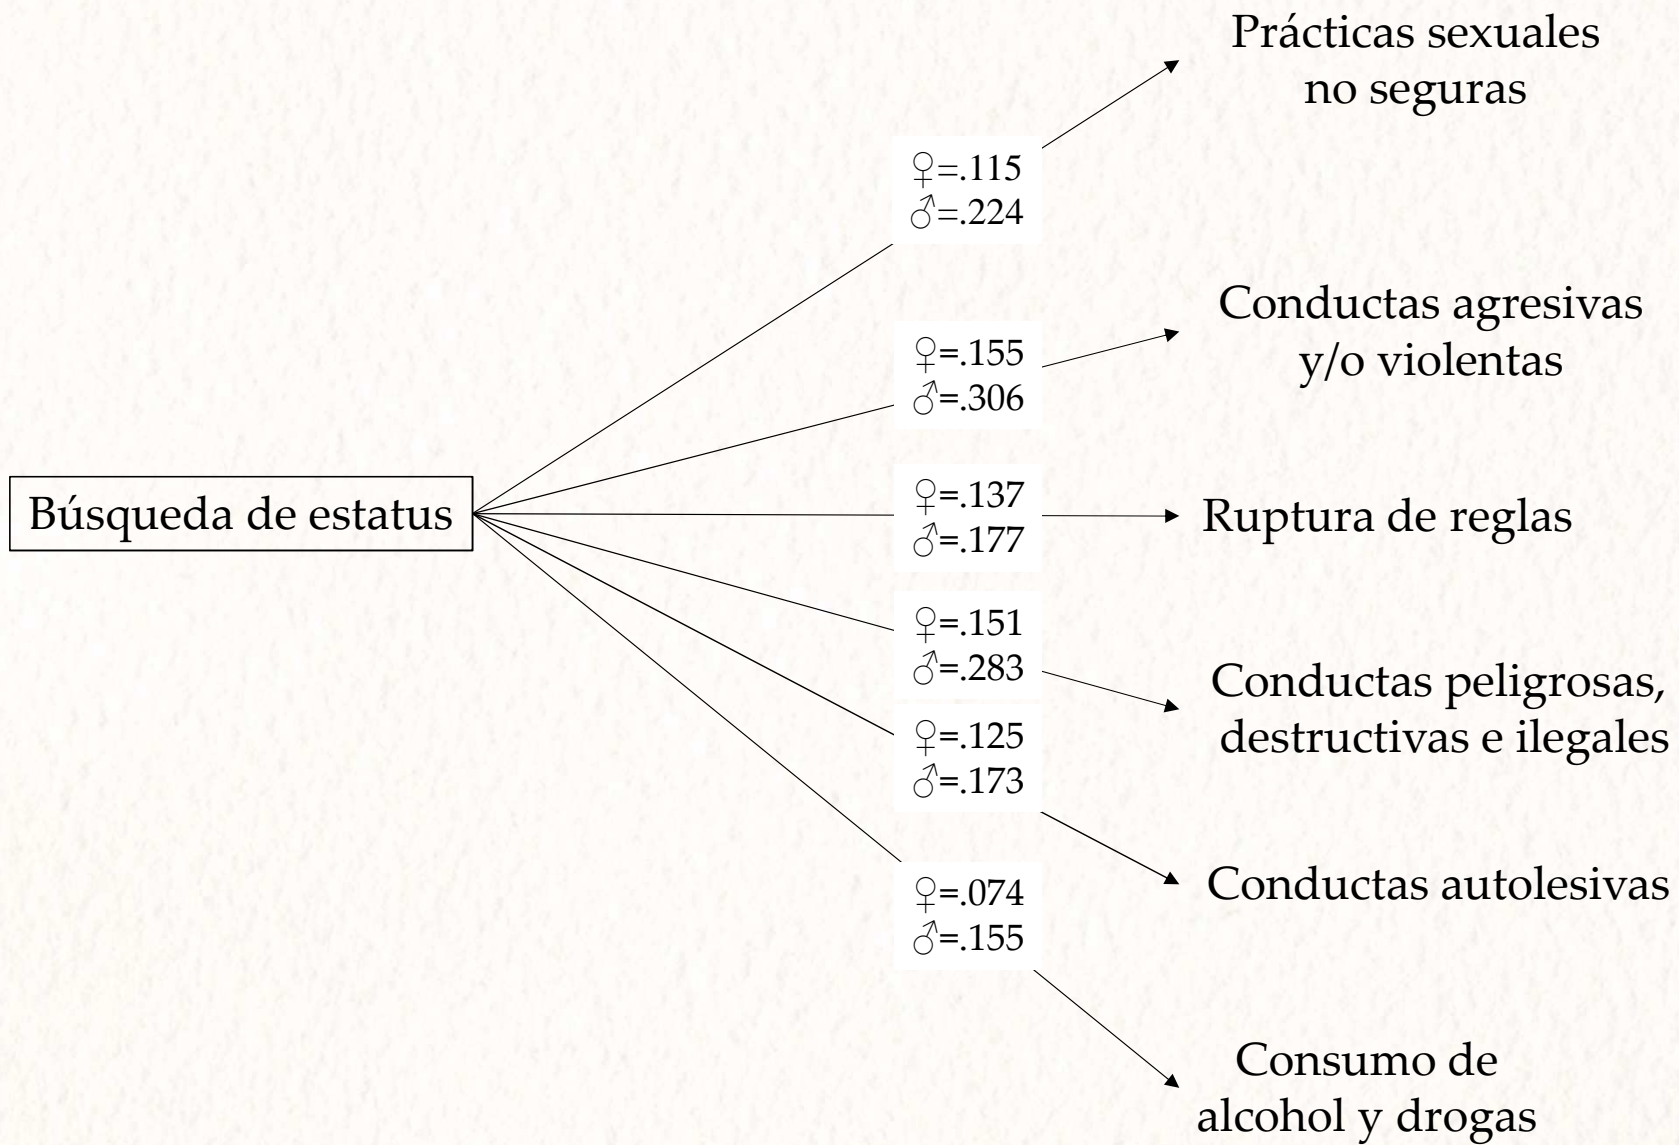 Búsqueda de estatus
♀=.115
♂=.224
Prácticas sexuales
no seguras
♀=.155
♂=.306
Conductas agresivas
y/o violentas
♀=.137
♂=.177
Ruptura de reglas
♀=.151
♂=.283
Conductas peligrosas,
destructivas e ilegales
♀=.125
♂=.173
Conductas autolesivas
♀=.074
♂=.155
Consumo de
alcohol y drogas